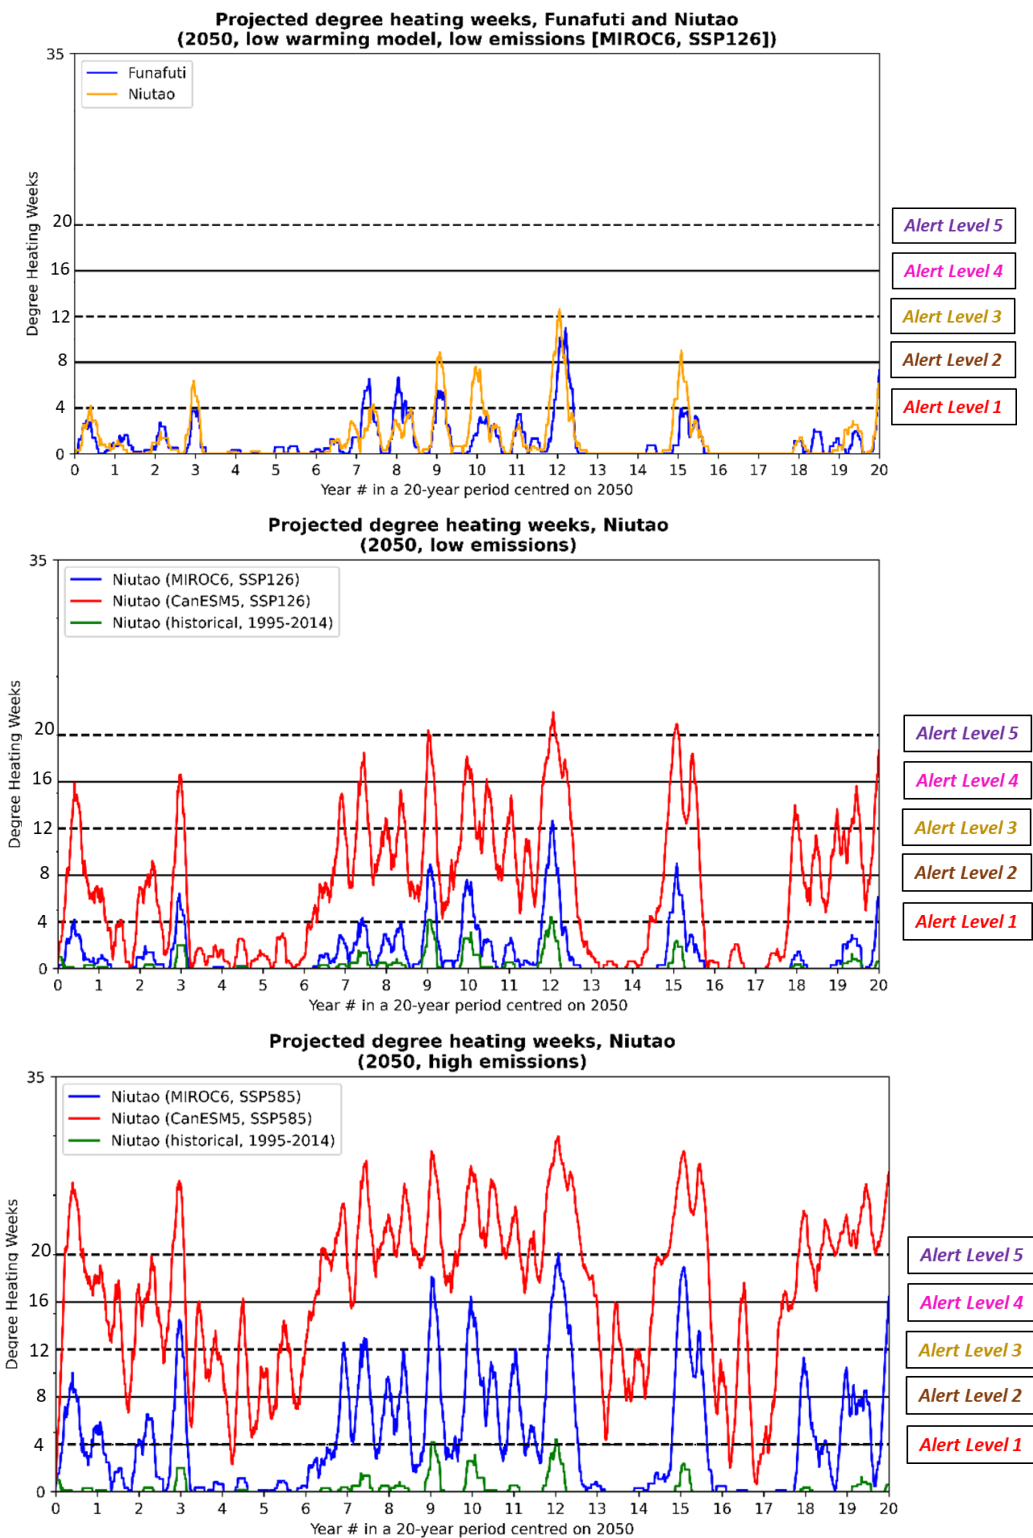 Projected degree heating weeks, Funafuti and Niutao
(2050, low warming model, low emissions [MIROC6, SSP126])
35
Funafuti
Niutao
Degree Heating Weeks
20
Alert Level 5
16
Alert Level 4
12
Alert Level 3
8
Alert Level 2
4
Alert Level 1
0
0 1 2 3 4 5 6 7 8 9 10 11 12 13 14 15 16 17 18 19 20
Year # in a 20-year period centred on 2050
Projected degree heating weeks, Niutao
(2050, low emissions)
35
Niutao (MIROC6, SSP126)
Niutao (CanESM5, SSP126)
Niutao (historical, 1995-2014)
Degree Heating Weeks
20
Alert Level 5
16
Alert Level 4
12
Alert Level 3
8
Alert Level 2
4
Alert Level 1
0
0 1 2 3 4 5 6 7 8 9 10 11 12 13 14 15 16 17 18 19 20
Year # in a 20-year period centred on 2050
Projected degree heating weeks, Niutao
(2050, high emissions)
35
Niutao (MIROC6, SSP585)
Niutao (CanESM5, SSP585)
Niutao (historical, 1995-2014)
Degree Heating Weeks
20
Alert Level 5
16
Alert Level 4
12
Alert Level 3
8
Alert Level 2
4
Alert Level 1
0
0 1 2 3 4 5 6 7 8 9 10 11 12 13 14 15 16 17 18 19 20
Year # in a 20-year period centred on 2050